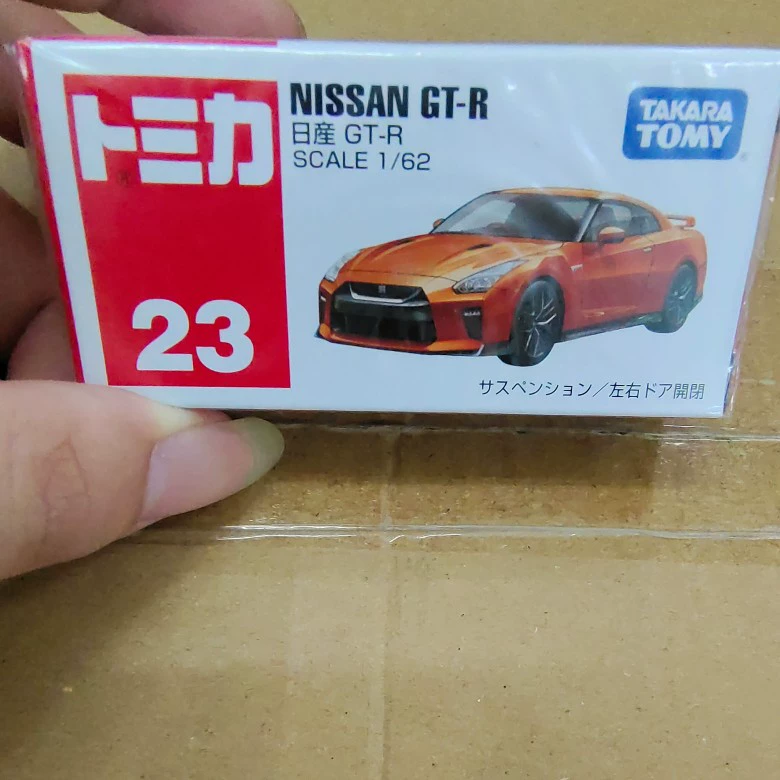 トミカ
23
NISSAN GT-R
日産 GT-R
SCALE 1/62
TAKARA
TOMY
サスペンション/左右ドア開閉